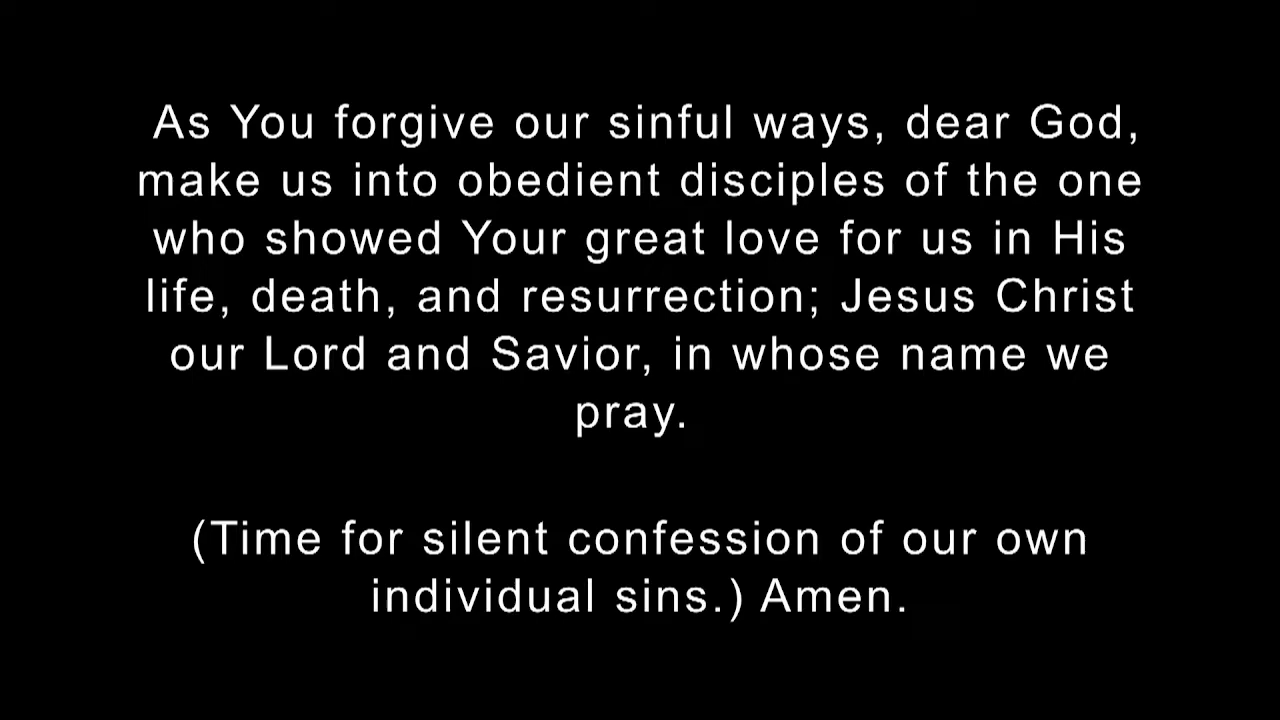 As You forgive our sinful ways, dear God,
make us into obedient disciples of the one
who showed Your great love for us in His
life, death, and resurrection; Jesus Christ
our Lord and Savior, in whose name we
pray.
(Time for silent confession of our own
individual sins.) Amen.